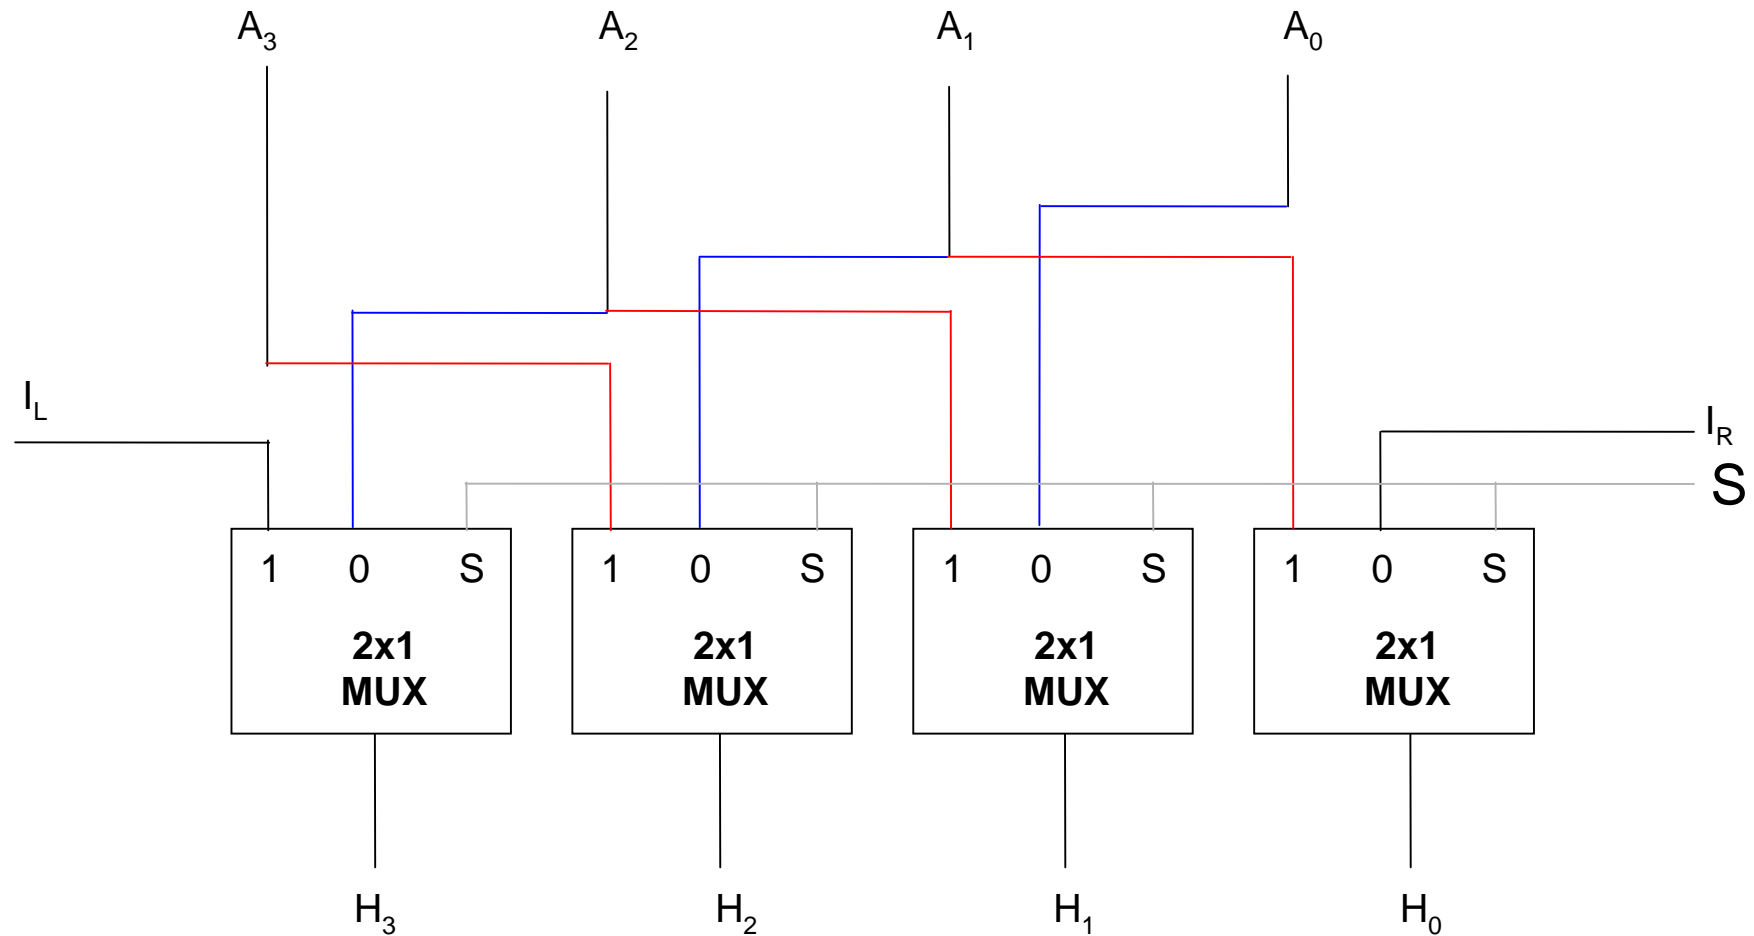 A3 A2 A1 A0
IL
IR
S
1 0 S 1 0 S 1 0 S 1 0 S
2x1 2x1 2x1 2x1
MUX MUX MUX MUX
H3 H2 H1 H0